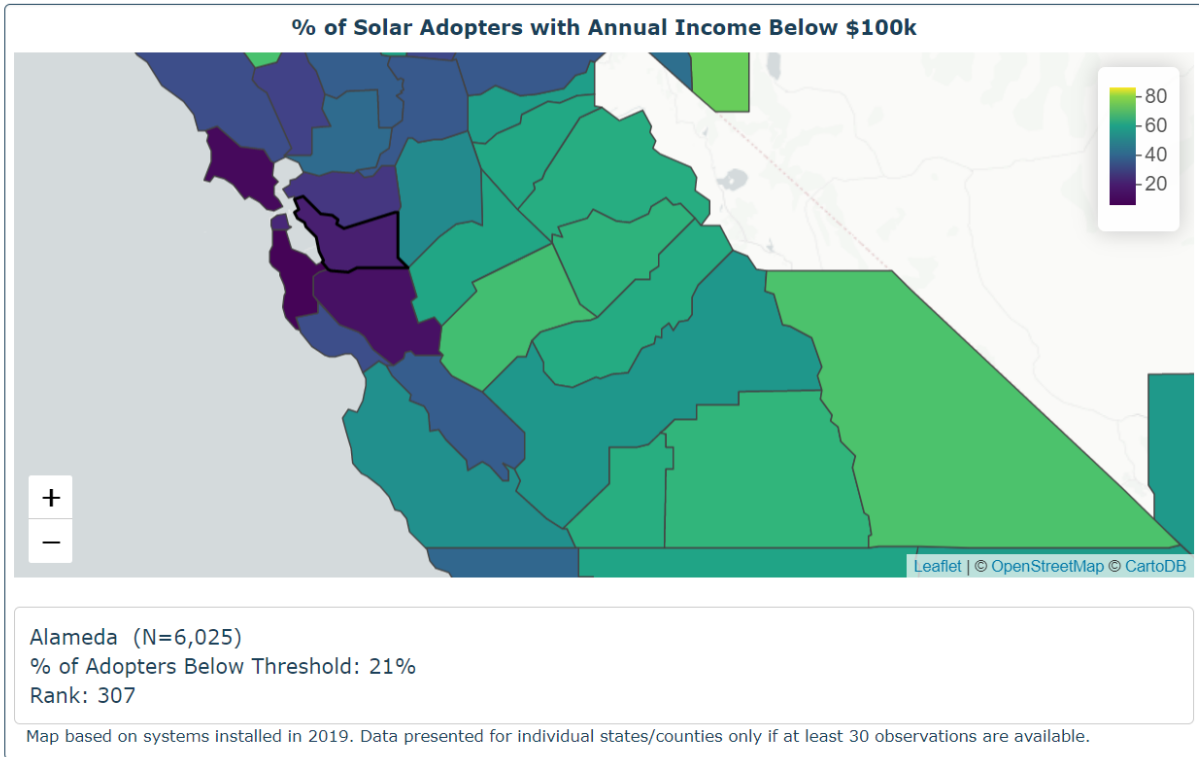 % of Solar Adopters with Annual Income Below $100k
80
60
40
20
+
−
Leaflet | © OpenStreetMap © CartoDB
Alameda (N=6,025)
% of Adopters Below Threshold: 21%
Rank: 307
Map based on systems installed in 2019. Data presented for individual states/counties only if at least 30 observations are available.